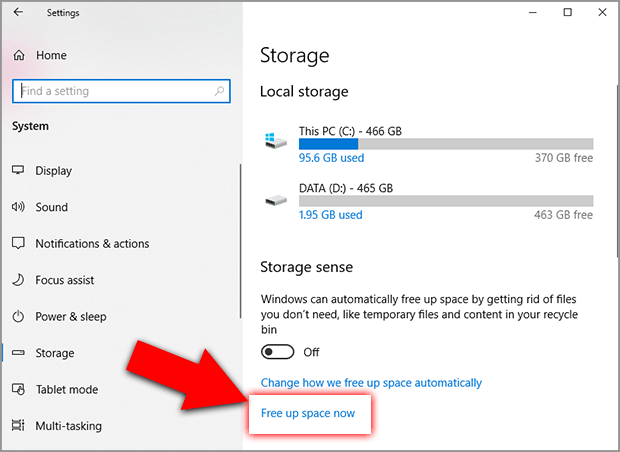 Settings
Home
Find a setting
System
Display
Sound
Notifications & actions
Focus assist
Power & sleep
Storage
Tablet mode
Multi-tasking
Storage
Local storage
This PC (C:) - 466 GB
95.6 GB used 370 GB free
DATA (D:) - 465 GB
1.95 GB used 463 GB free
Storage sense
Windows can automatically free up space by getting rid of files
you don't need, like temporary files and content in your recycle
bin
Off
Change how we free up space automatically
Free up space now